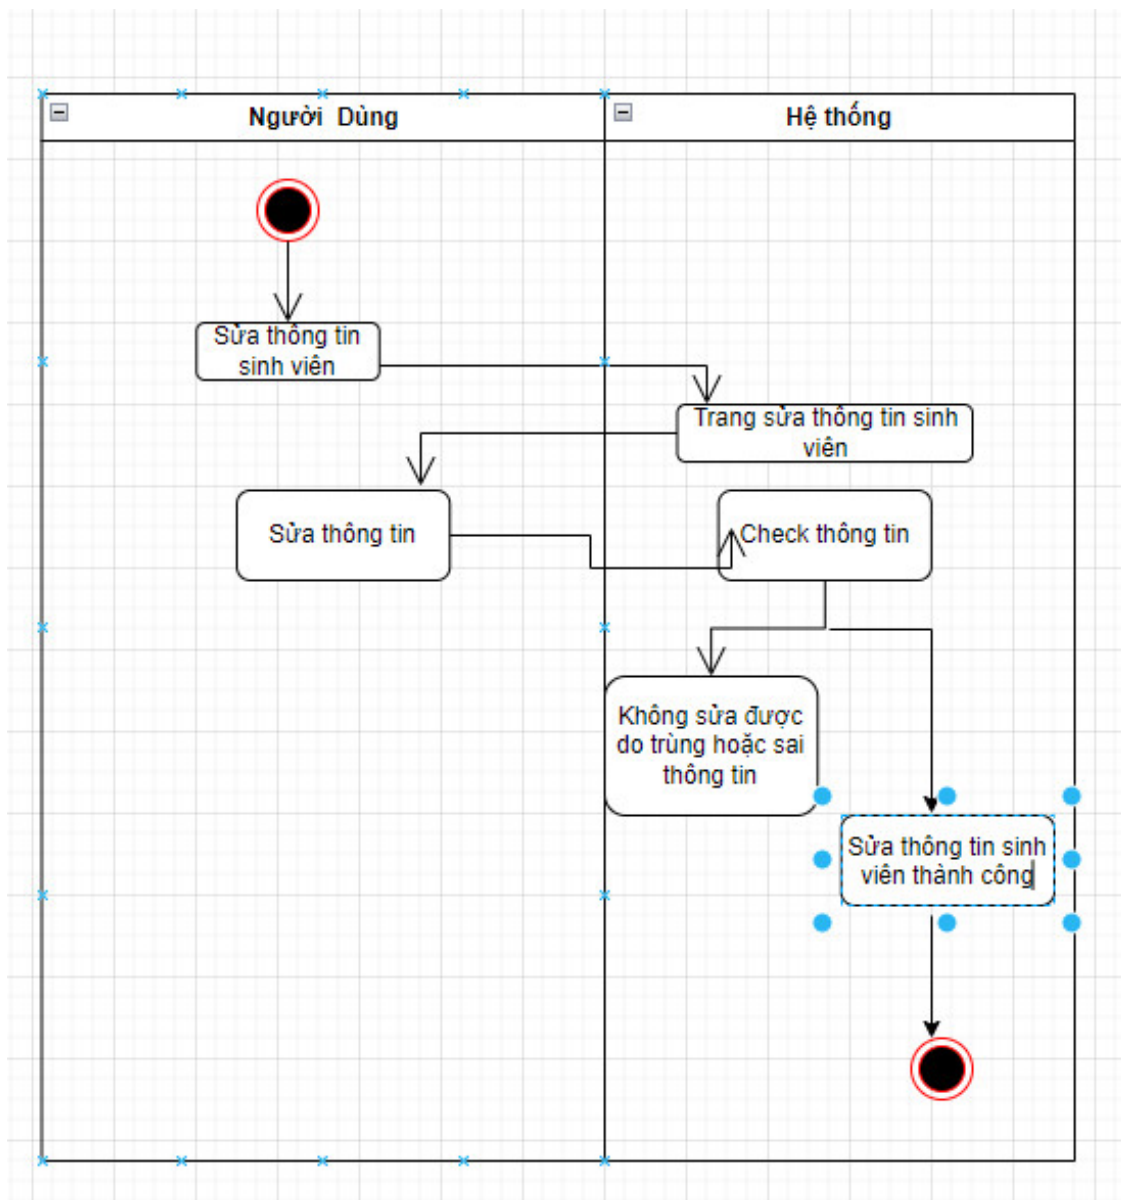 Người  Dùng
Hệ thống
Sửa thông tin
sinh viên
Trang sửa thông tin sinh
viên
Sửa thông tin
Check thông tin
Không sửa được
do trùng hoặc sai
thông tin
Sửa thông tin sinh
viên thành công